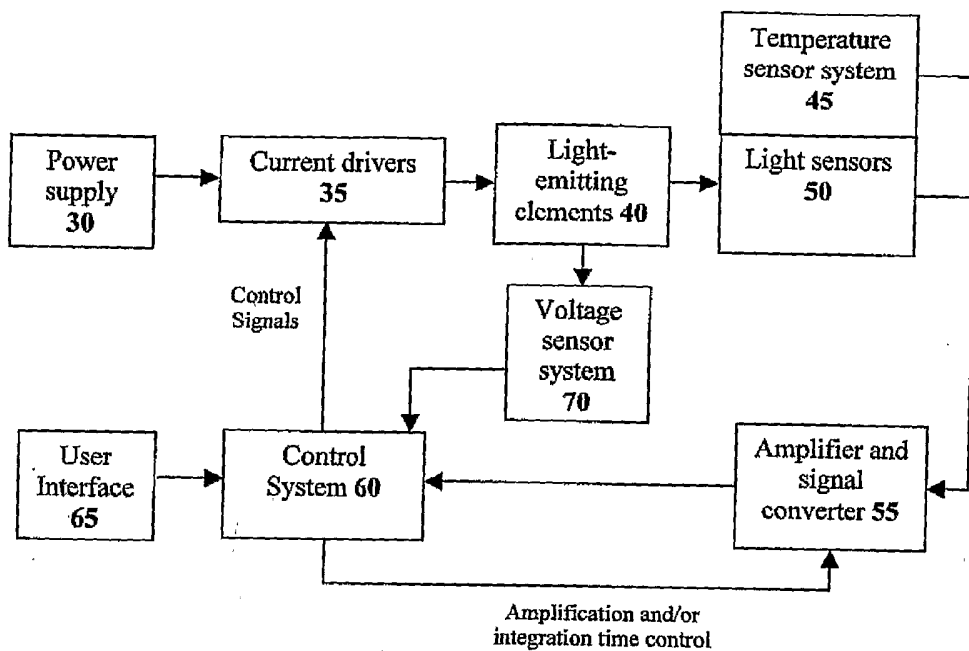 Temperature
sensor system
45
Power
supply
30
Current drivers
35
Light-
emitting
elements 40
Light sensors
50
Control
Signals
Voltage
sensor
system
70
User
Interface
65
Control
System 60
Amplifier and
signal
converter 55
Amplification and/or
integration time control